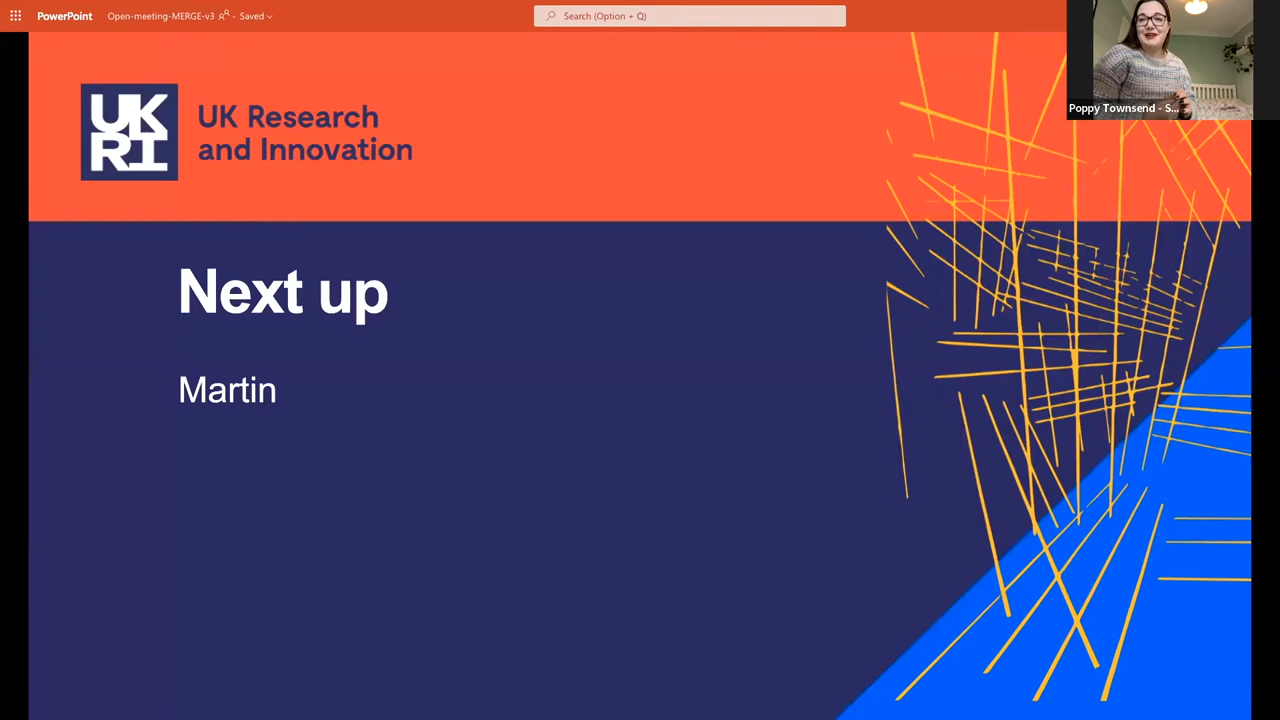 PowerPoint
Open-meeting-MERGE-v3 - Saved
Search (Option + Q)
Poppy Townsend - S...
UK
RI
UK Research
and Innovation
Next up
Martin